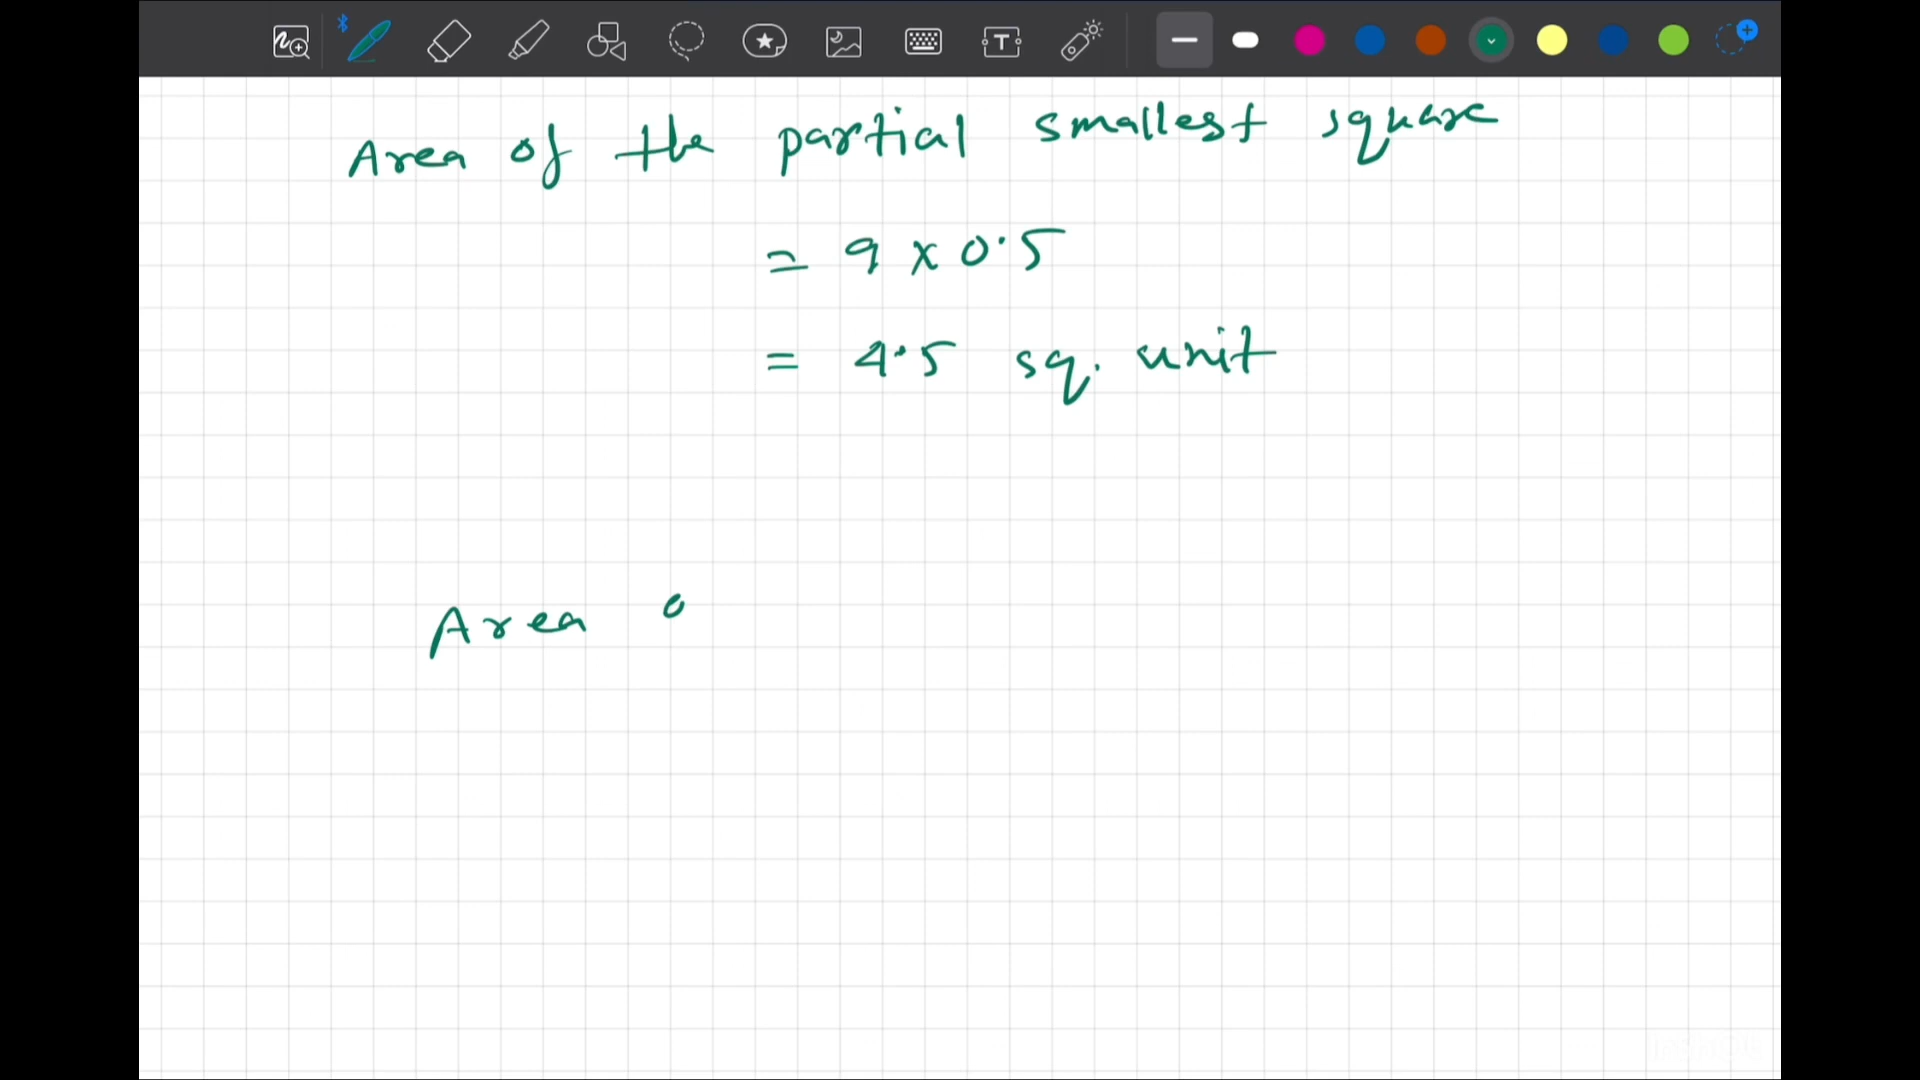 Area of the partial smallest square
= 9 x 0.5
= 4.5 sq. unit
Area o